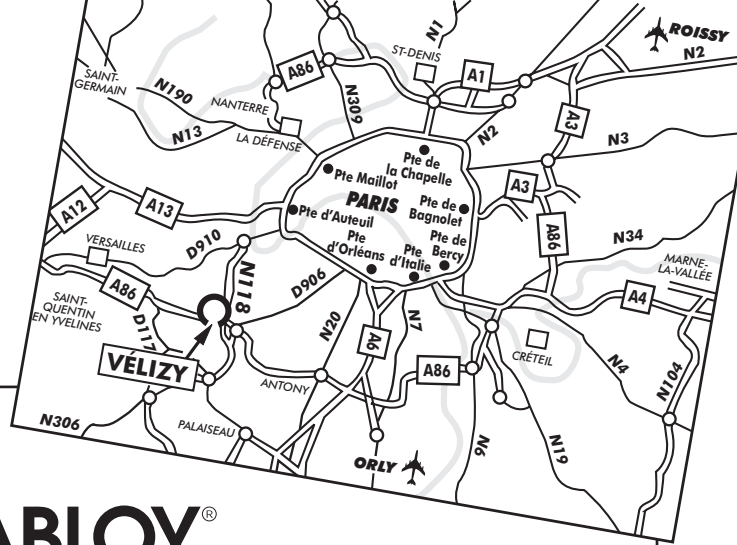 N1
ROISSY
N2
ST-DENIS
A86
A1
SAINT-
GERMAIN
N190
NANTERRE
N309
N13
LA DÉFENSE
N2
A3
N3
Pte de
la Chapelle
Pte Maillot
PARIS
A3
Pte de
Bagnolet
A12
A13
Pte d'Auteuil
Pte
d'Orléans
Pte
d'Italie
Pte de
Bercy
A86
N34
VERSAILLES
D910
MARNE-
LA-VALLÉE
A86
N118
D906
A4
SAINT-
QUENTIN
EN YVELINES
D117
N20
A6
N7
CRÉTEIL
VÉLIZY
ANTONY
A86
N4
N104
N306
PALAISEAU
ORLY
N6
N19
ABLOY®